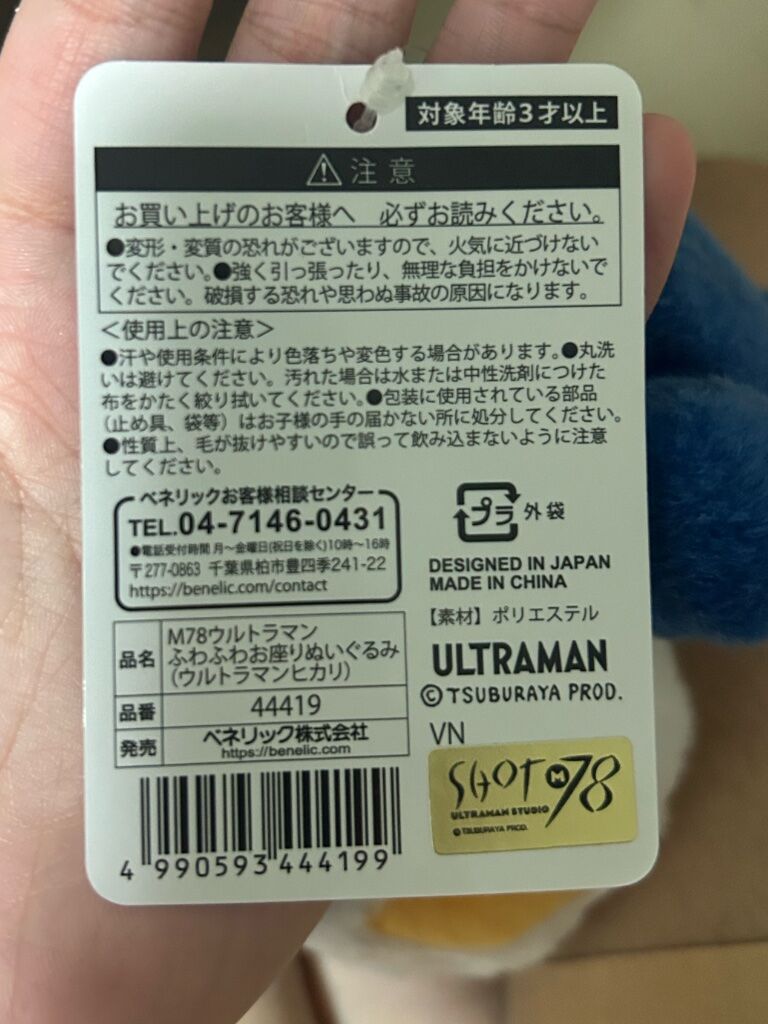 対象年齢3才以上
⚠注意
お買い上げのお客様へ 必ずお読みください。
●変形・変質の恐れがございますので、火気に近づけない
でください。●強く引っ張ったり、無理な負担をかけないで
ください。破損する恐れや思わぬ事故の原因になります。
＜使用上の注意＞
●汗や使用条件により色落ちや変色する場合があります。●丸洗
いは避けてください。汚れた場合は水または中性洗剤につけた
布をかたく絞り拭いてください。●包装に使用されている部品
(止め具、袋等)はお子様の手の届かない所に処分してください。
●性質上、毛が抜けやすいので誤って飲み込まないように注意
してください。
ベネリックお客様相談センター
TEL.04-7146-0431
●電話受付時間 月～金曜日(祝日を除く)10時～16時
〒277-0863 千葉県柏市豊四季241-22
https://benelic.com/contact
プラ 外袋
DESIGNED IN JAPAN
MADE IN CHINA
【素材】ポリエステル
品名 M78ウルトラマン
ふわふわお座りぬいぐるみ
(ウルトラマンヒカリ)
品番 44419
発売 ベネリック株式会社
https://benelic.com
ULTRAMAN
©TSUBURAYA PROD.
VN
SHOT M78
ULTRAMAN STUDIO
©TSUBURAYA PROD.
4 990593 444199